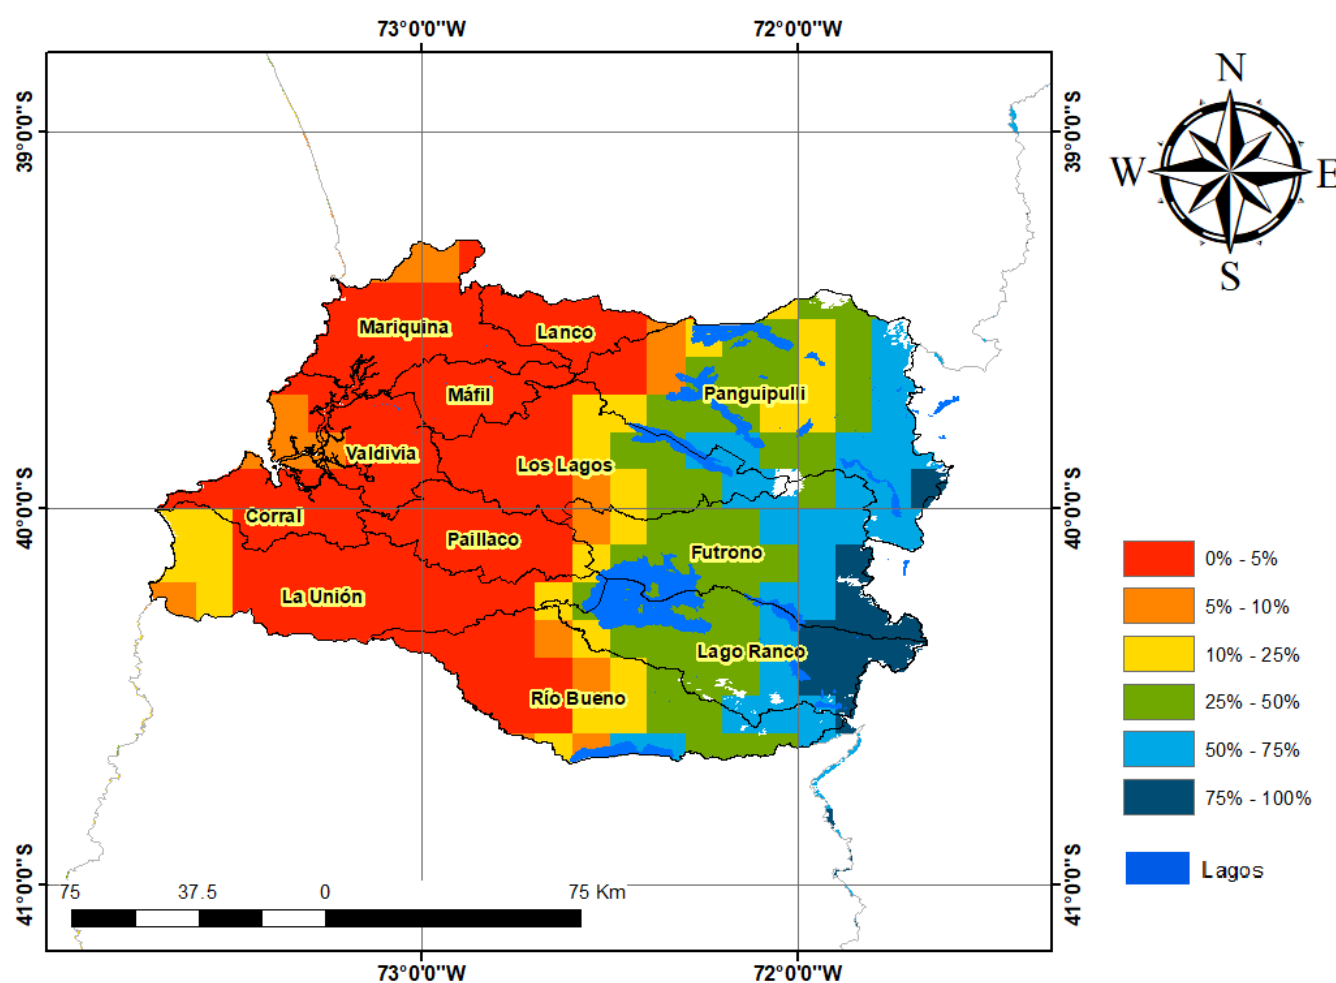 73°0'0"W
72°0'0"W
39°0'0"S
39°0'0"S
N
W
E
S
Mariquina
Lanco
Máfil
Panguipulli
Valdivia
Los Lagos
40°0'0"S
40°0'0"S
Corral
Paillaco
Futrono
La Unión
Lago Ranco
Río Bueno
0% - 5%
5% - 10%
10% - 25%
25% - 50%
50% - 75%
75% - 100%
Lagos
41°0'0"S
41°0'0"S
75
37.5
0
75 Km
73°0'0"W
72°0'0"W